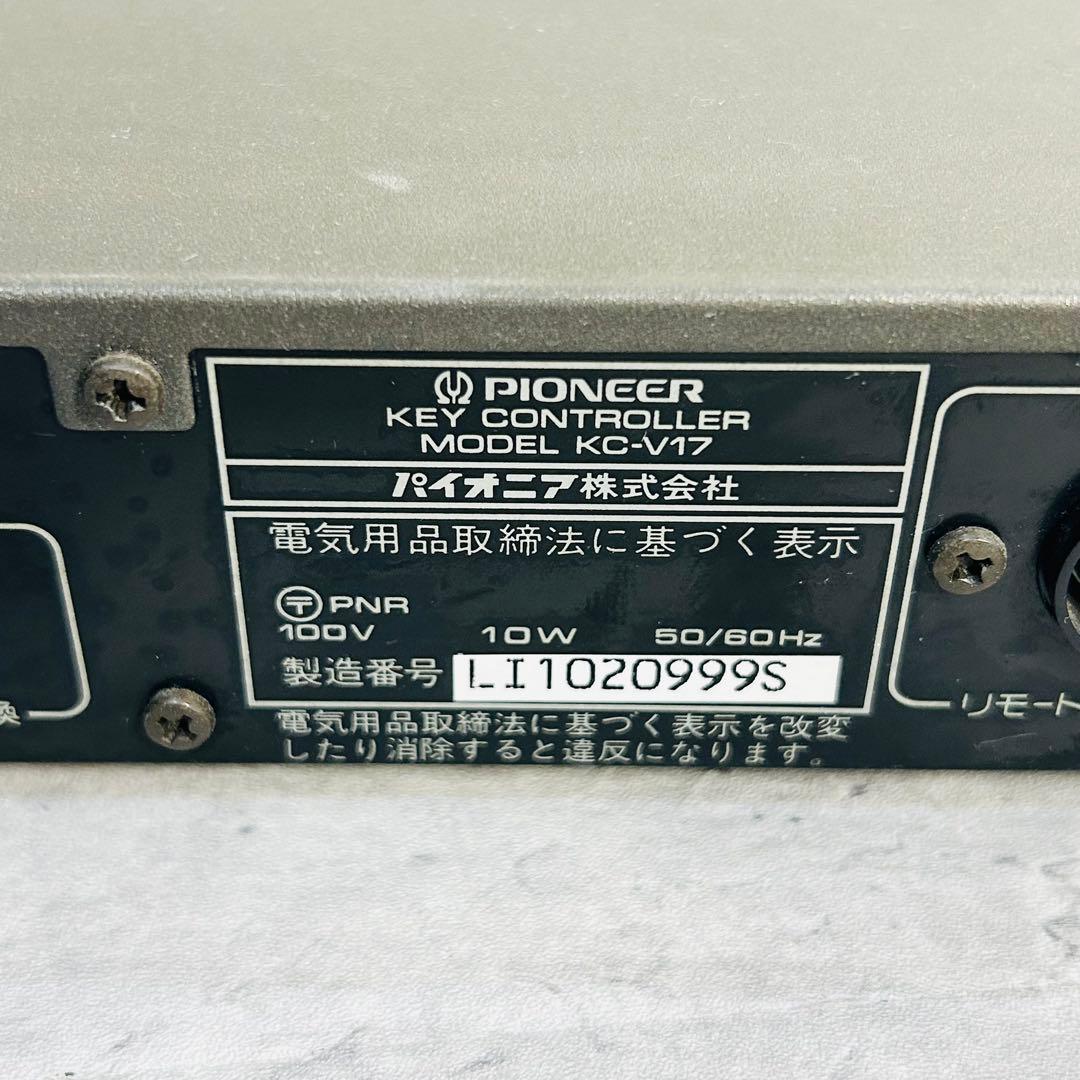 PIONEER
KEY CONTROLLER
MODEL KC-V17
パイオニア株式会社
電気用品取締法に基づく表示
〒 PNR
100V 10W 50/60Hz
製造番号 LI1020999S
電気用品取締法に基づく表示を改変
したり消除すると違反になります。
換
リモート